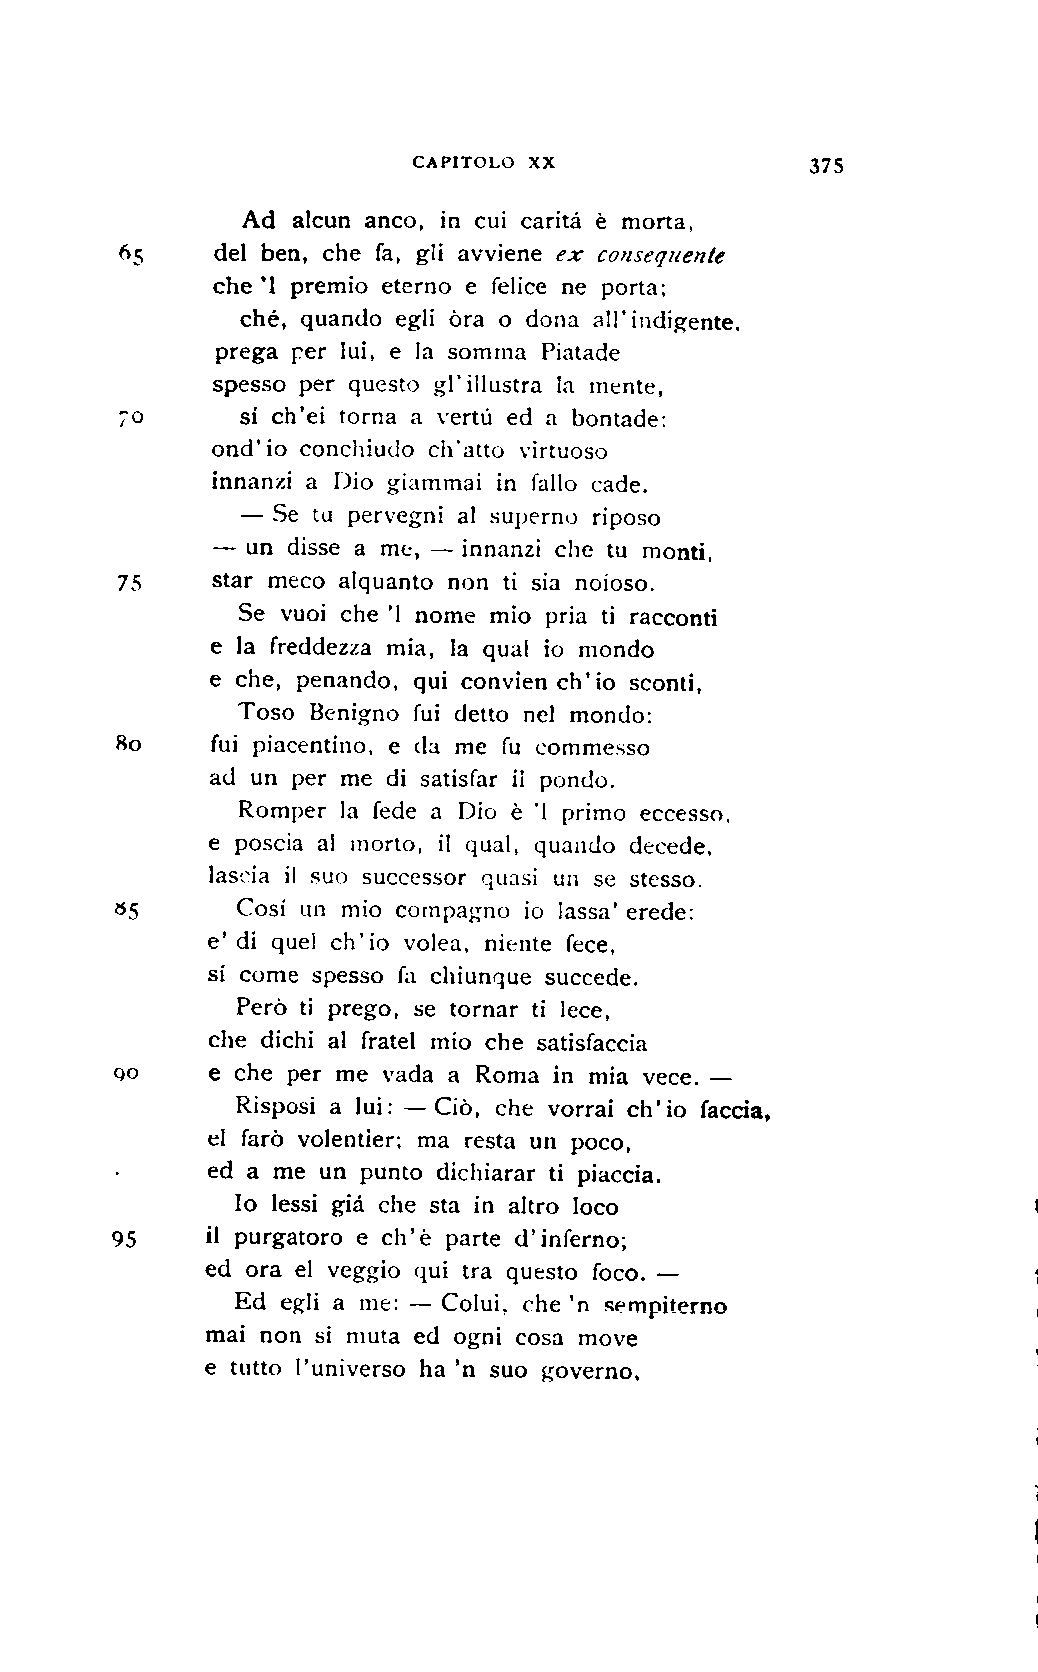 CAPITOLO XX 375
Ad alcun anco, in cui caritá è morta,
65 del ben, che fa, gli avviene ex consequente
che 'l premio eterno e felice ne porta;
ché, quando egli òra o dona all'indigente,
prega per lui, e la somma Piatade
spesso per questo gl'illustra la mente,
70 sí ch'ei torna a vertú ed a bontade:
ond'io conchiudo ch'atto virtuoso
innanzi a Dio giammai in fallo cade.
— Se tu pervegni al superno riposo
— un disse a me, — innanzi che tu monti,
75 star meco alquanto non ti sia noioso.
Se vuoi che 'l nome mio pria ti racconti
e la freddezza mia, la qual io mondo
e che, penando, qui convien ch'io sconti,
Toso Benigno fui detto nel mondo:
80 fui piacentino, e da me fu commesso
ad un per me di satisfar il pondo.
Romper la fede a Dio è 'l primo eccesso,
e poscia al morto, il qual, quando decede,
lascia il suo successor quasi un se stesso.
85 Cosí un mio compagno io lassa' erede:
e' di quel ch'io volea, niente fece,
sí come spesso fa chiunque succede.
Però ti prego, se tornar ti lece,
che dichi al fratel mio che satisfaccia
90 e che per me vada a Roma in mia vece. —
Risposi a lui: — Ciò, che vorrai ch'io faccia,
el farò volentier; ma resta un poco,
ed a me un punto dichiarar ti piaccia.
Io lessi giá che sta in altro loco
95 il purgatoro e ch'è parte d'inferno;
ed ora el veggio qui tra questo foco. —
Ed egli a me: — Colui, che 'n sempiterno
mai non si muta ed ogni cosa move
e tutto l'universo ha 'n suo governo,